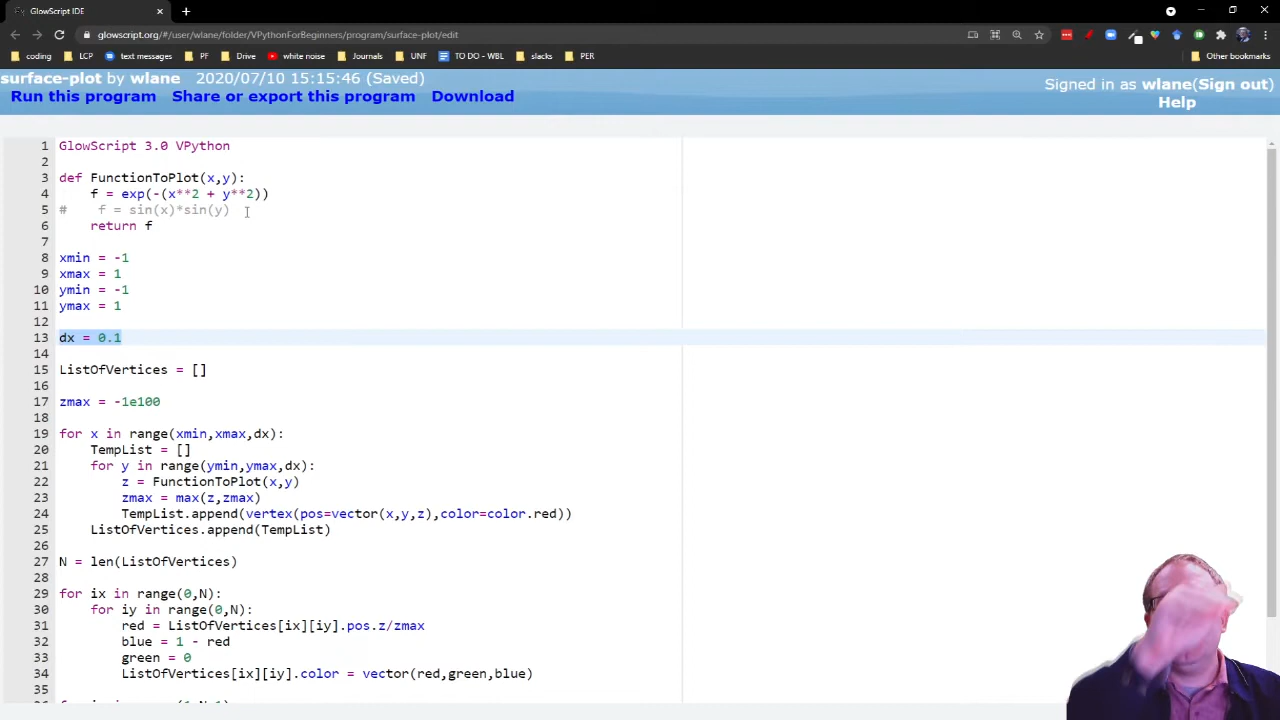 GlowScript IDE
glowscript.org/#/user/wlane/folder/VPythonForBeginners/program/surface-plot/edit
coding LCP text messages PF Drive white noise Journals UNF TO DO - WBL slacks PER Other bookmarks
surface-plot by wlane 2020/07/10 15:15:46 (Saved)
Signed in as wlane(Sign out)
Run this program Share or export this program Download
Help
1 GlowScript 3.0 VPython
2
3 def FunctionToPlot(x,y):
4 f = exp(-(x**2 + y**2))
5 # f = sin(x)*sin(y)
6 return f
7
8 xmin = -1
9 xmax = 1
10 ymin = -1
11 ymax = 1
12
13 dx = 0.1
14
15 ListOfVertices = []
16
17 zmax = -1e100
18
19 for x in range(xmin,xmax,dx):
20 TempList = []
21 for y in range(ymin,ymax,dx):
22 z = FunctionToPlot(x,y)
23 zmax = max(z,zmax)
24 TempList.append(vertex(pos=vector(x,y,z),color=color.red))
25 ListOfVertices.append(TempList)
26
27 N = len(ListOfVertices)
28
29 for ix in range(0,N):
30 for iy in range(0,N):
31 red = ListOfVertices[ix][iy].pos.z/zmax
32 blue = 1 - red
33 green = 0
34 ListOfVertices[ix][iy].color = vector(red,green,blue)
35